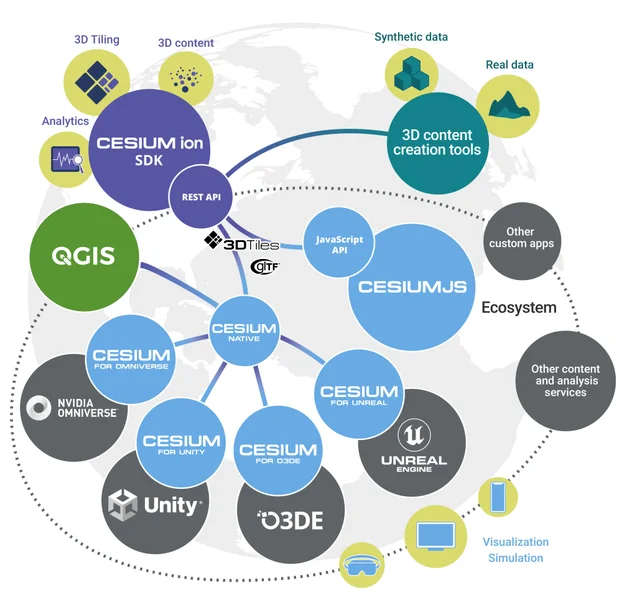 3D Tiling
3D content
Analytics
CESIUM ion
SDK
REST API
Synthetic data
Real data
3D content
creation tools
3DTiles
glTF™
JavaScript
API
CESIUMJS
Other
custom apps
Ecosystem
QGIS
CESIUM
NATIVE
CESIUM
FOR OMNIVERSE
NVIDIA
OMNIVERSE
CESIUM
FOR UNREAL
Other content
and analysis
services
CESIUM
FOR UNITY
CESIUM
FOR O3DE
UNREAL
ENGINE
Unity®
O3DE
Visualization
Simulation